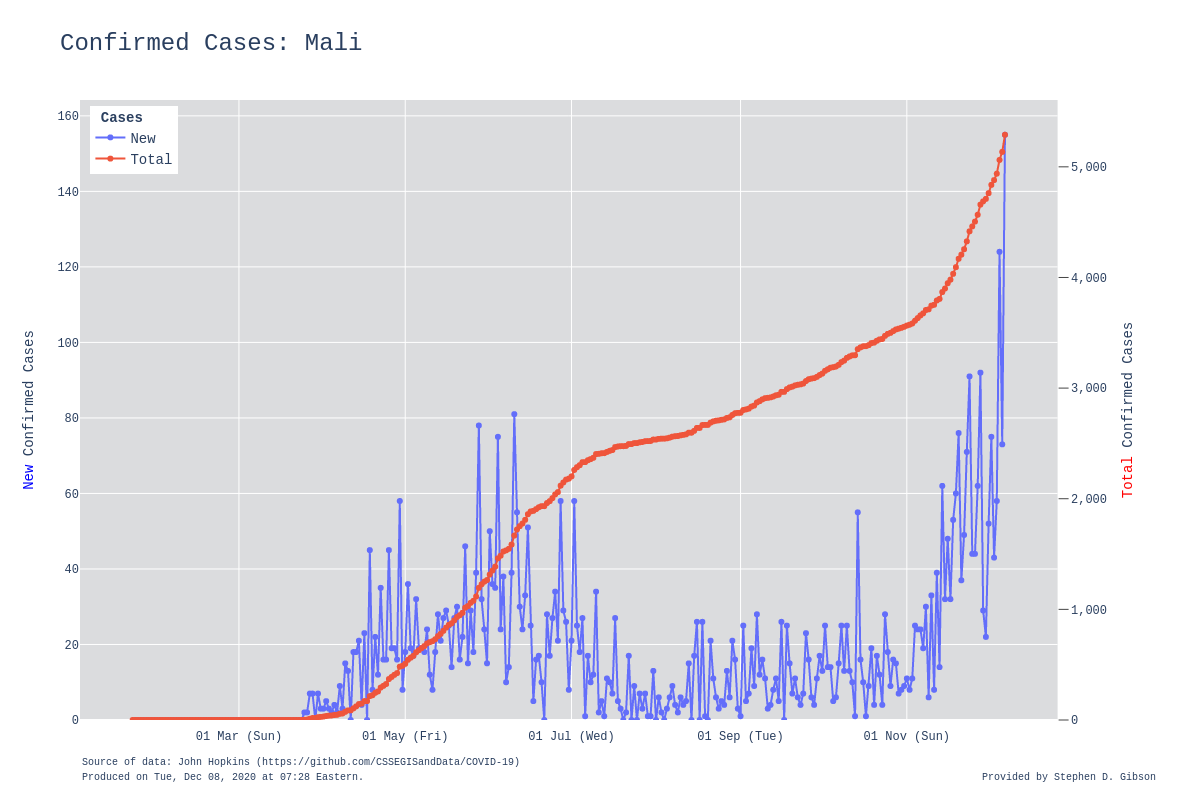 Confirmed Cases: Mali
Cases
New
Total
160
140
120
100
80
60
40
20
0
5,000
4,000
3,000
2,000
1,000
0
New Confirmed Cases
Total Confirmed Cases
01 Mar (Sun)
01 May (Fri)
01 Jul (Wed)
01 Sep (Tue)
01 Nov (Sun)
Source of data: John Hopkins (https://github.com/CSSEGISandData/COVID-19)
Produced on Tue, Dec 08, 2020 at 07:28 Eastern.
Provided by Stephen D. Gibson